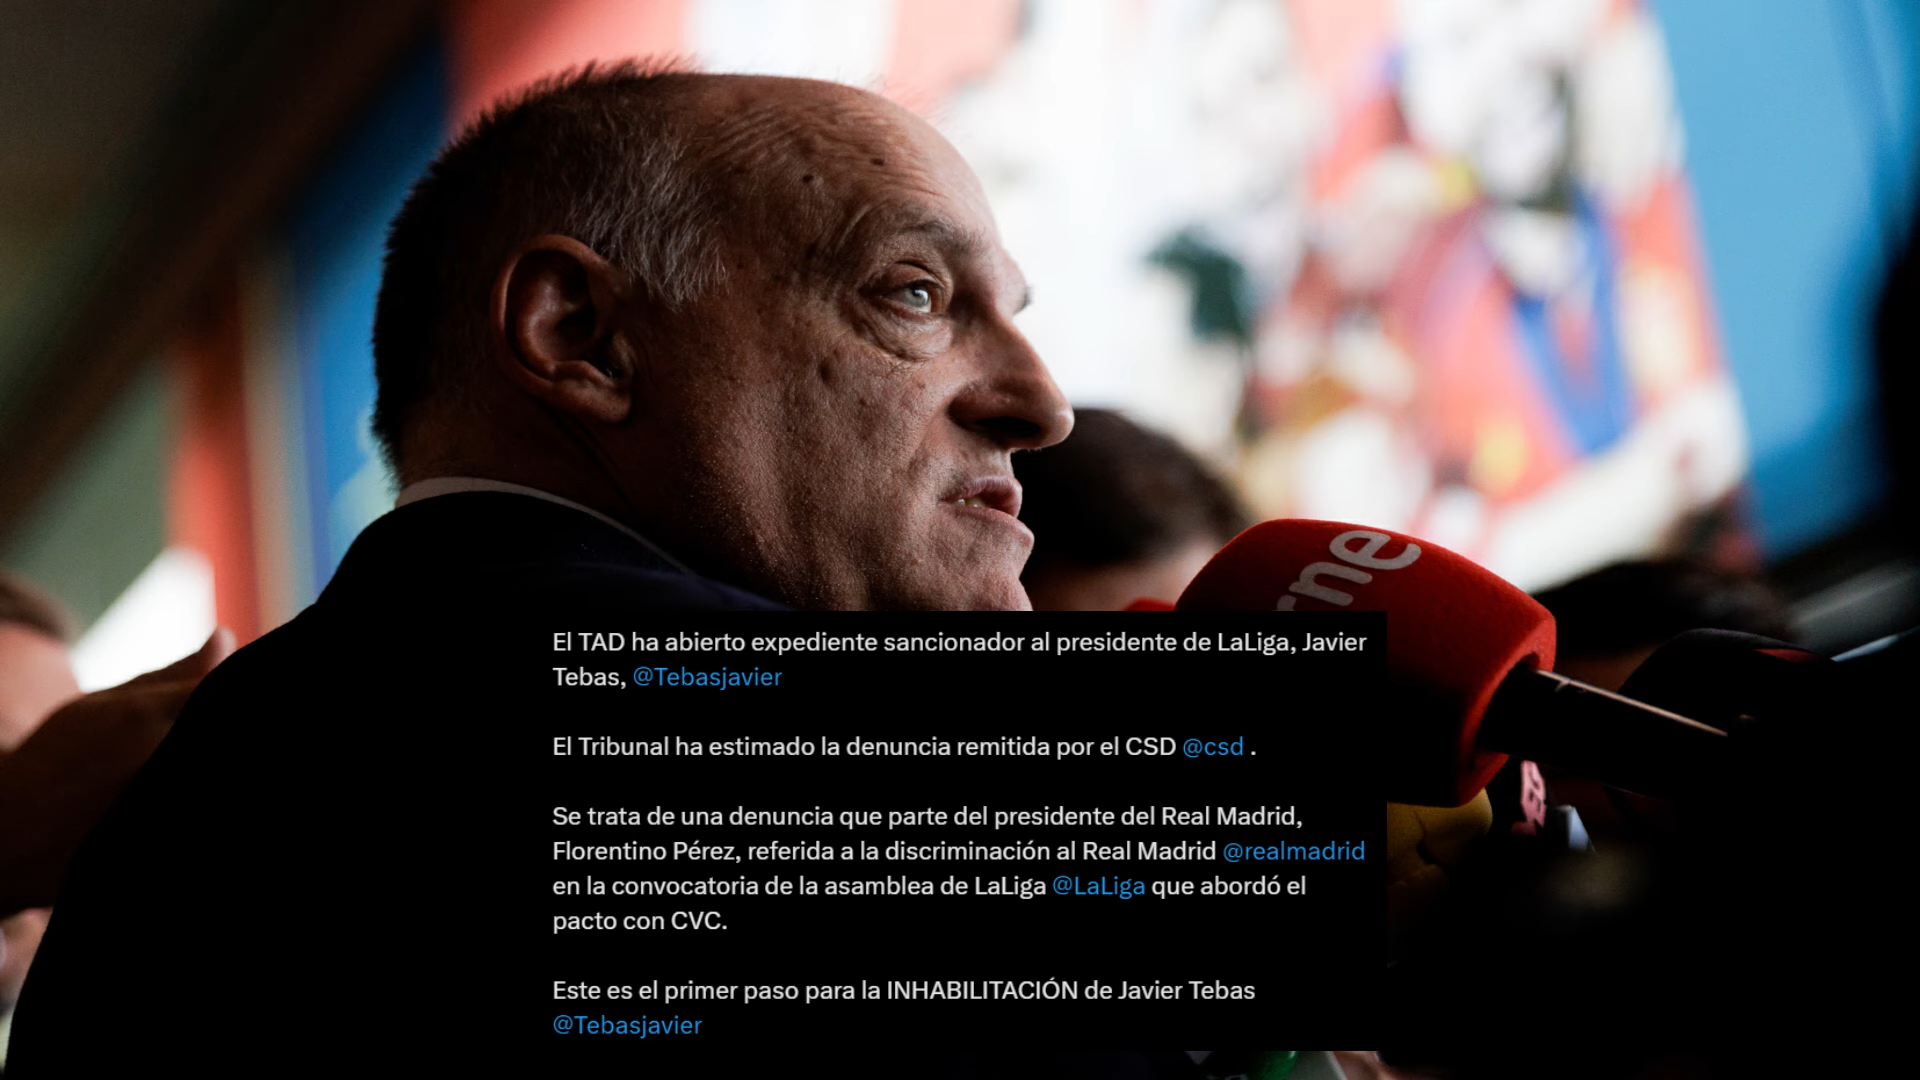 rne
El TAD ha abierto expediente sancionador al presidente de LaLiga, Javier
Tebas, @Tebasjavier
El Tribunal ha estimado la denuncia remitida por el CSD @csd .
Se trata de una denuncia que parte del presidente del Real Madrid,
Florentino Pérez, referida a la discriminación al Real Madrid @realmadrid
en la convocatoria de la asamblea de LaLiga @LaLiga que abordó el
pacto con CVC.
Este es el primer paso para la INHABILITACIÓN de Javier Tebas
@Tebasjavier